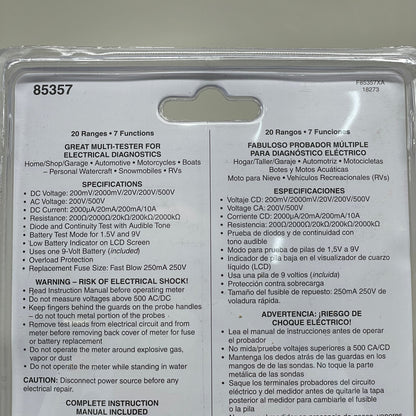 85357
F85357XA
18273
20 Ranges • 7 Functions
GREAT MULTI-TESTER FOR
ELECTRICAL DIAGNOSTICS
Home/Shop/Garage • Automotive • Motorcycles • Boats
– Personal Watercraft • Snowmobiles • RVs
SPECIFICATIONS
• DC Voltage: 200mV/2000mV/20V/200V/500V
• AC Voltage: 200V/500V
• DC Current: 2000µA/20mA/200mA/10A
• Resistance: 200Ω/2000Ω/20kΩ/200kΩ/2000kΩ
• Diode and Continuity Test with Audible Tone
• Battery Test Mode for 1.5V and 9V
• Low Battery Indicator on LCD Screen
• Uses one 9-Volt Battery (included)
• Overload Protection
• Replacement Fuse Size: Fast Blow 250mA 250V
WARNING – RISK OF ELECTRICAL SHOCK!
• Read Instruction Manual before operating meter
• Do not measure voltages above 500 AC/DC
• Keep fingers behind the guards on the probe handles
– do not touch metal portion of the probes
• Remove test leads from electrical circuit and from
meter before removing back cover of meter for fuse
or battery replacement
• Do not operate the meter around explosive gas,
vapor or dust
• Do not operate the meter while standing in water
CAUTION: Disconnect power source before any
electrical repair.
COMPLETE INSTRUCTION
MANUAL INCLUDED
20 Ranges • 7 Funciones
FABULOSO PROBADOR MÚLTIPLE
PARA DIAGNÓSTICO ELÉCTRICO
Hogar/Taller/Garaje • Automotriz • Motocicletas
Botes y Motos Acuáticas
Moto para Nieve • Vehículos Recreacionales (RVs)
ESPECIFICACIONES
• Voltaje CD: 200mV/2000mV/20V/200V/500V
• Voltaje CA: 200V/500V
• Corriente CD: 2000µA/20mA/200mA/10A
• Resistencia: 200Ω/2000Ω/20kΩ/200kΩ/2000kΩ
• Prueba de diodos y de continuidad con
tono audible
• Modo para prueba de pilas de 1,5V a 9V
• Indicador de pila baja en el visualizador de cuarzo
líquido (LCD)
• Usa una pila de 9 voltios (incluida)
• Protección contra sobrecarga
• Tamaño del fusible de repuesto: 250mA 250V de
voladura rápida.
ADVERTENCIA: ¡RIESGO DE
CHOQUE ELÉCTRICO!
• Lea el manual de instrucciones antes de operar
el probador
• No mida/pruebe voltajes superiores a 500 CA/CD
• Mantenga los dedos atrás de las guardas en los
mangos de las sondas. No toque la parte
metálica de las sondas
• Saque los terminales probadores del circuito
eléctrico y del medidor antes de quitarle la tapa
posterior al medidor para cambiarle el fusible
o la pila